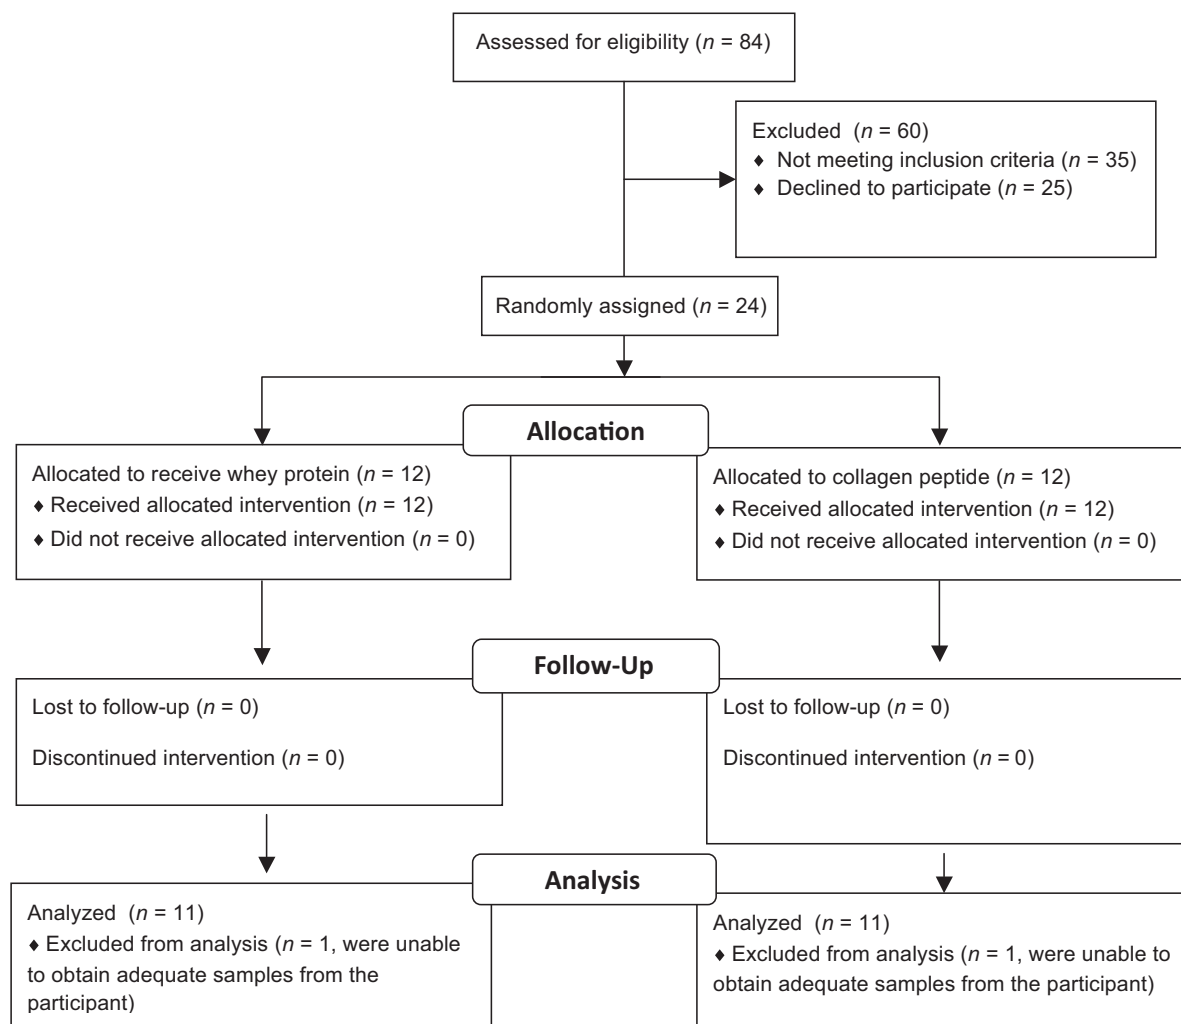 Assessed for eligibility (n = 84)
Excluded (n = 60)
♦ Not meeting inclusion criteria (n = 35)
♦ Declined to participate (n = 25)
Randomly assigned (n = 24)
Allocation
Allocated to receive whey protein (n = 12)
♦ Received allocated intervention (n = 12)
♦ Did not receive allocated intervention (n = 0)
Allocated to collagen peptide (n = 12)
♦ Received allocated intervention (n = 12)
♦ Did not receive allocated intervention (n = 0)
Follow-Up
Lost to follow-up (n = 0)
Discontinued intervention (n = 0)
Lost to follow-up (n = 0)
Discontinued intervention (n = 0)
Analysis
Analyzed (n = 11)
♦ Excluded from analysis (n = 1, were unable
to obtain adequate samples from the
participant)
Analyzed (n = 11)
♦ Excluded from analysis (n = 1, were unable to
obtain adequate samples from the participant)